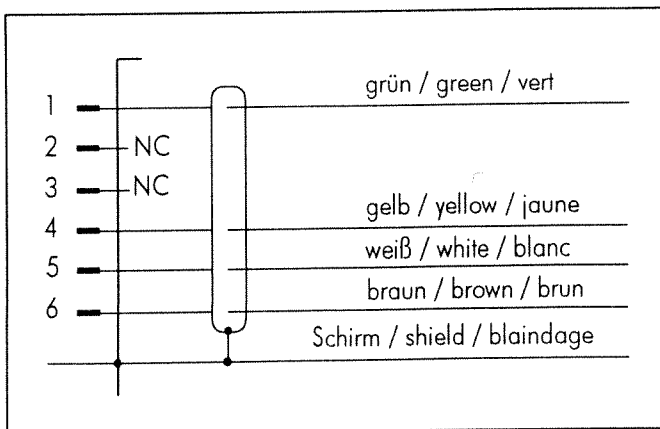 1 grün / green / vert
2 NC
3 NC
4 gelb / yellow / jaune
5 weiß / white / blanc
6 braun / brown / brun
Schirm / shield / blaindage